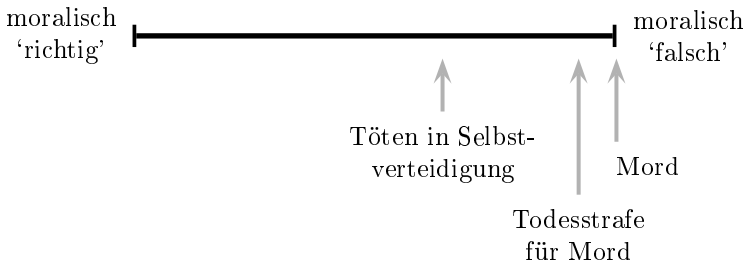 moralisch
‘richtig’
moralisch
‘falsch’
Töten in Selbst-
verteidigung
Mord
Todesstrafe
für Mord